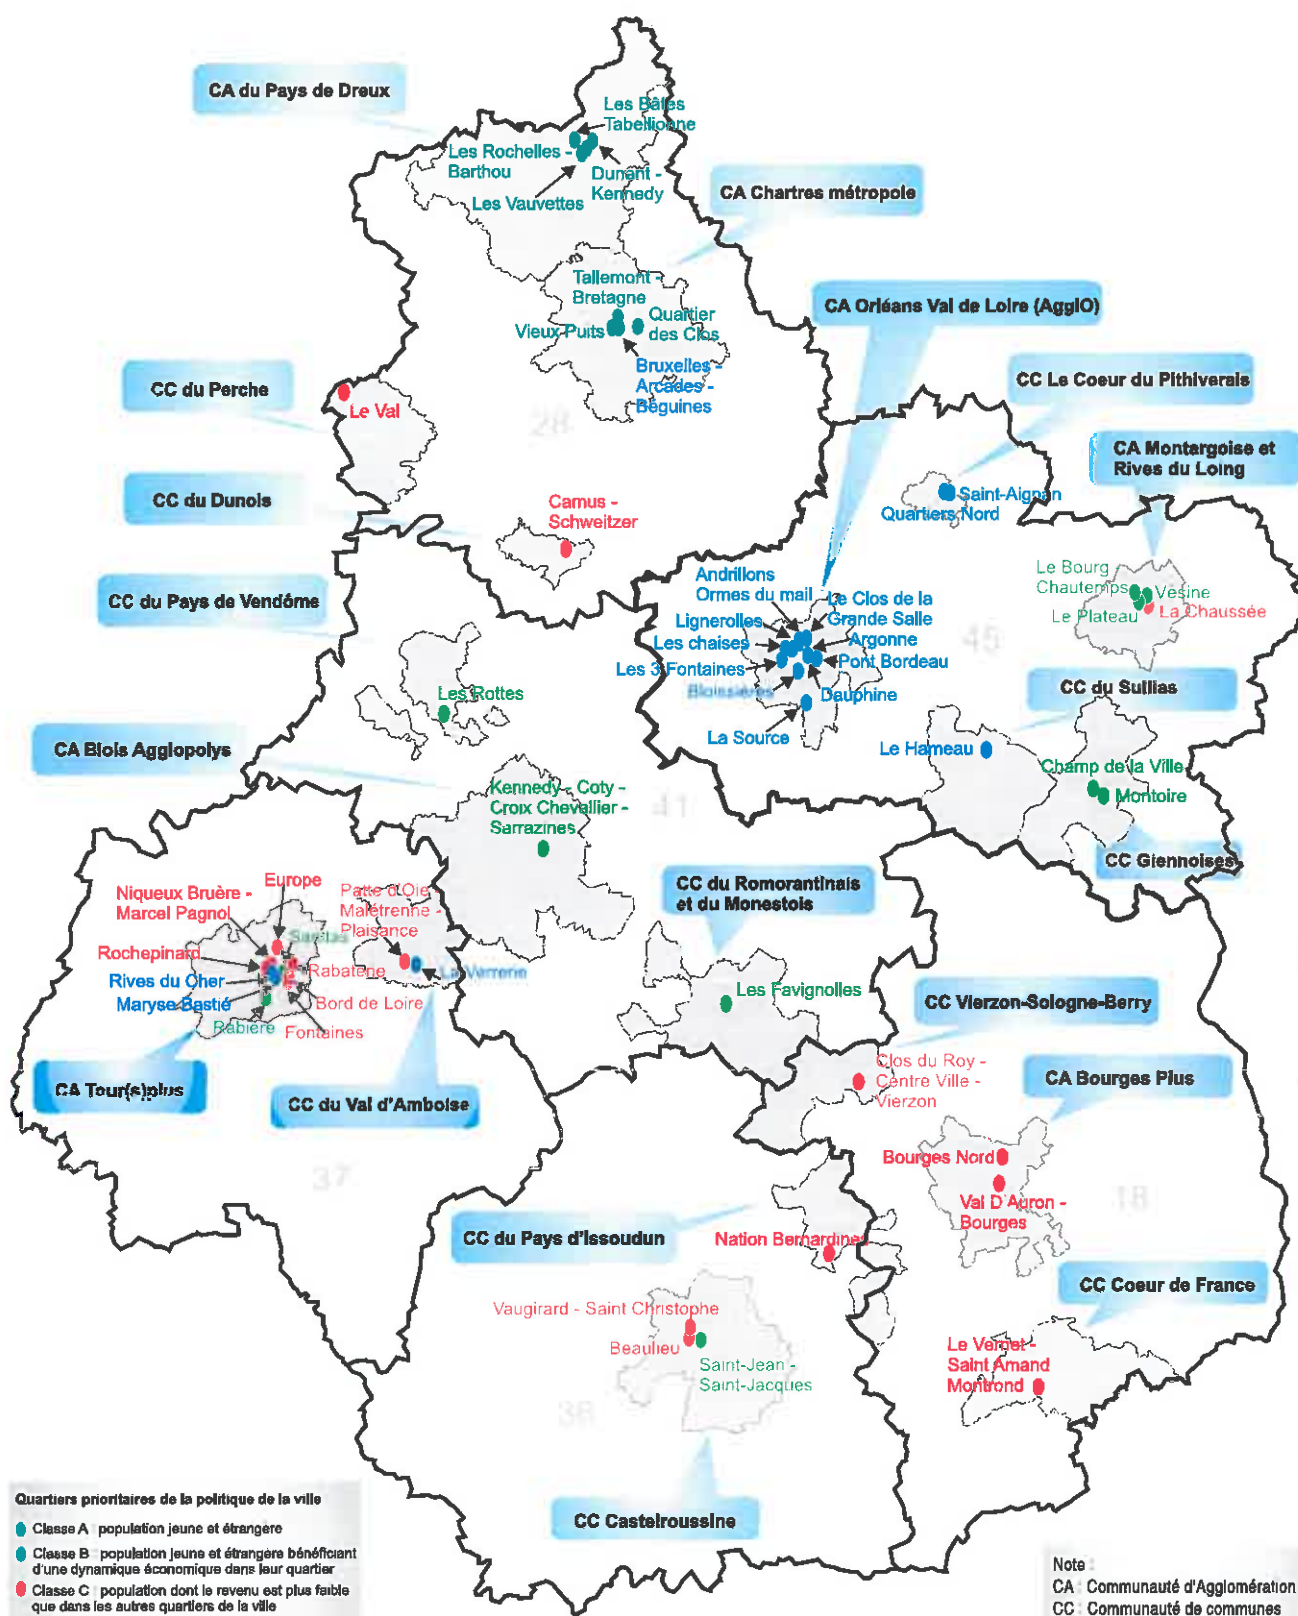 CA du Pays de Dreux
Les Bâtes
Tabellionne
Les Rochelles -
Barthou
Dunant -
Kennedy
Les Vauvettes
CA Chartres métropole
Tallemont -
Bretagne
Vieux Puits
Quartier
des Clos
Bruxelles -
Arcades -
Béguines
28
CA Orléans Val de Loire (AgglO)
CC du Perche
Le Val
CC Le Coeur du Pithiverais
CA Montargoise et
Rives du Loing
CC du Dunois
Camus -
Schweitzer
Saint-Aignan
Quartiers Nord
Le Bourg -
Chautemps
Vésine
La Chaussée
Le Plateau
CC du Pays de Vendôme
Andrillons
Ormes du mail
Le Clos de la
Grande Salle
Lignerolles
Argonne
Les chaises
Les 3 Fontaines
Pont Bordeau
Bloissières
Dauphine
La Source
45
CC du Sullias
Les Rottes
Le Hameau
Champ de la Ville
Montoire
CC Giennoises
CA Blois Agglopolys
Kennedy - Coty -
Croix Chevallier -
Sarrazines
41
CC du Romorantinais
et du Monestois
Les Favignolles
Niqueux Bruère -
Marcel Pagnol
Europe
Sanitas
Rochepinard
Rabaterie
Rives du Cher
Maryse Bastié
Bord de Loire
Rabière
Fontaines
Patte d'Oie
Malétrenne -
Plaisance
La Verrerie
CA Tour(s)plus
CC du Val d'Amboise
37
CC Vierzon-Sologne-Berry
Clos du Roy -
Centre Ville -
Vierzon
CA Bourges Plus
Bourges Nord
Val D'Auron -
Bourges
18
CC du Pays d'Issoudun
Nation Bernardines
CC Coeur de France
Vaugirard - Saint Christophe
Beaulieu
Saint-Jean -
Saint-Jacques
36
Le Vernet -
Saint Amand
Montrond
CC Castelroussine
Quartiers prioritaires de la politique de la ville
Classe A : population jeune et étrangère
Classe B : population jeune et étrangère bénéficiant
d'une dynamique économique dans leur quartier
Classe C : population dont le revenu est plus faible
que dans les autres quartiers de la ville
Note :
CA : Communauté d'Agglomération
CC : Communauté de communes